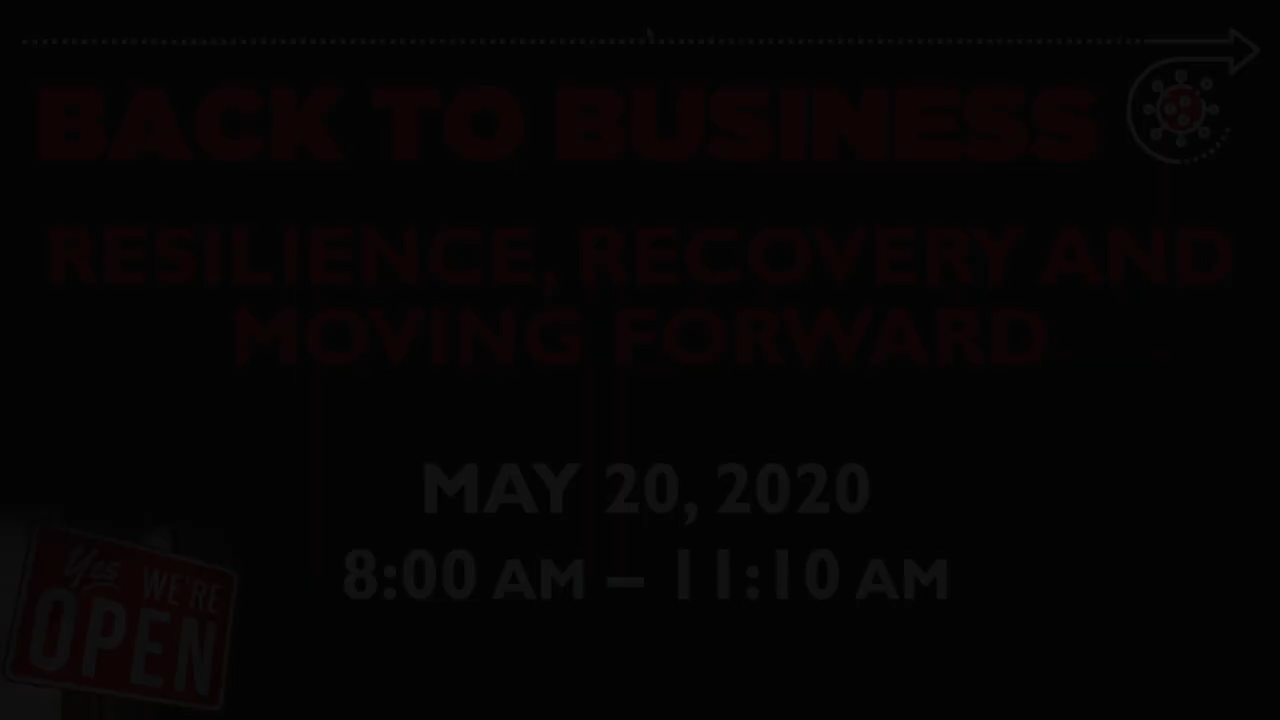 BACK TO BUSINESS
RESILIENCE, RECOVERY AND
MOVING FORWARD
MAY 20, 2020
8:00 AM – 11:10 AM
Yes WE'RE
OPEN